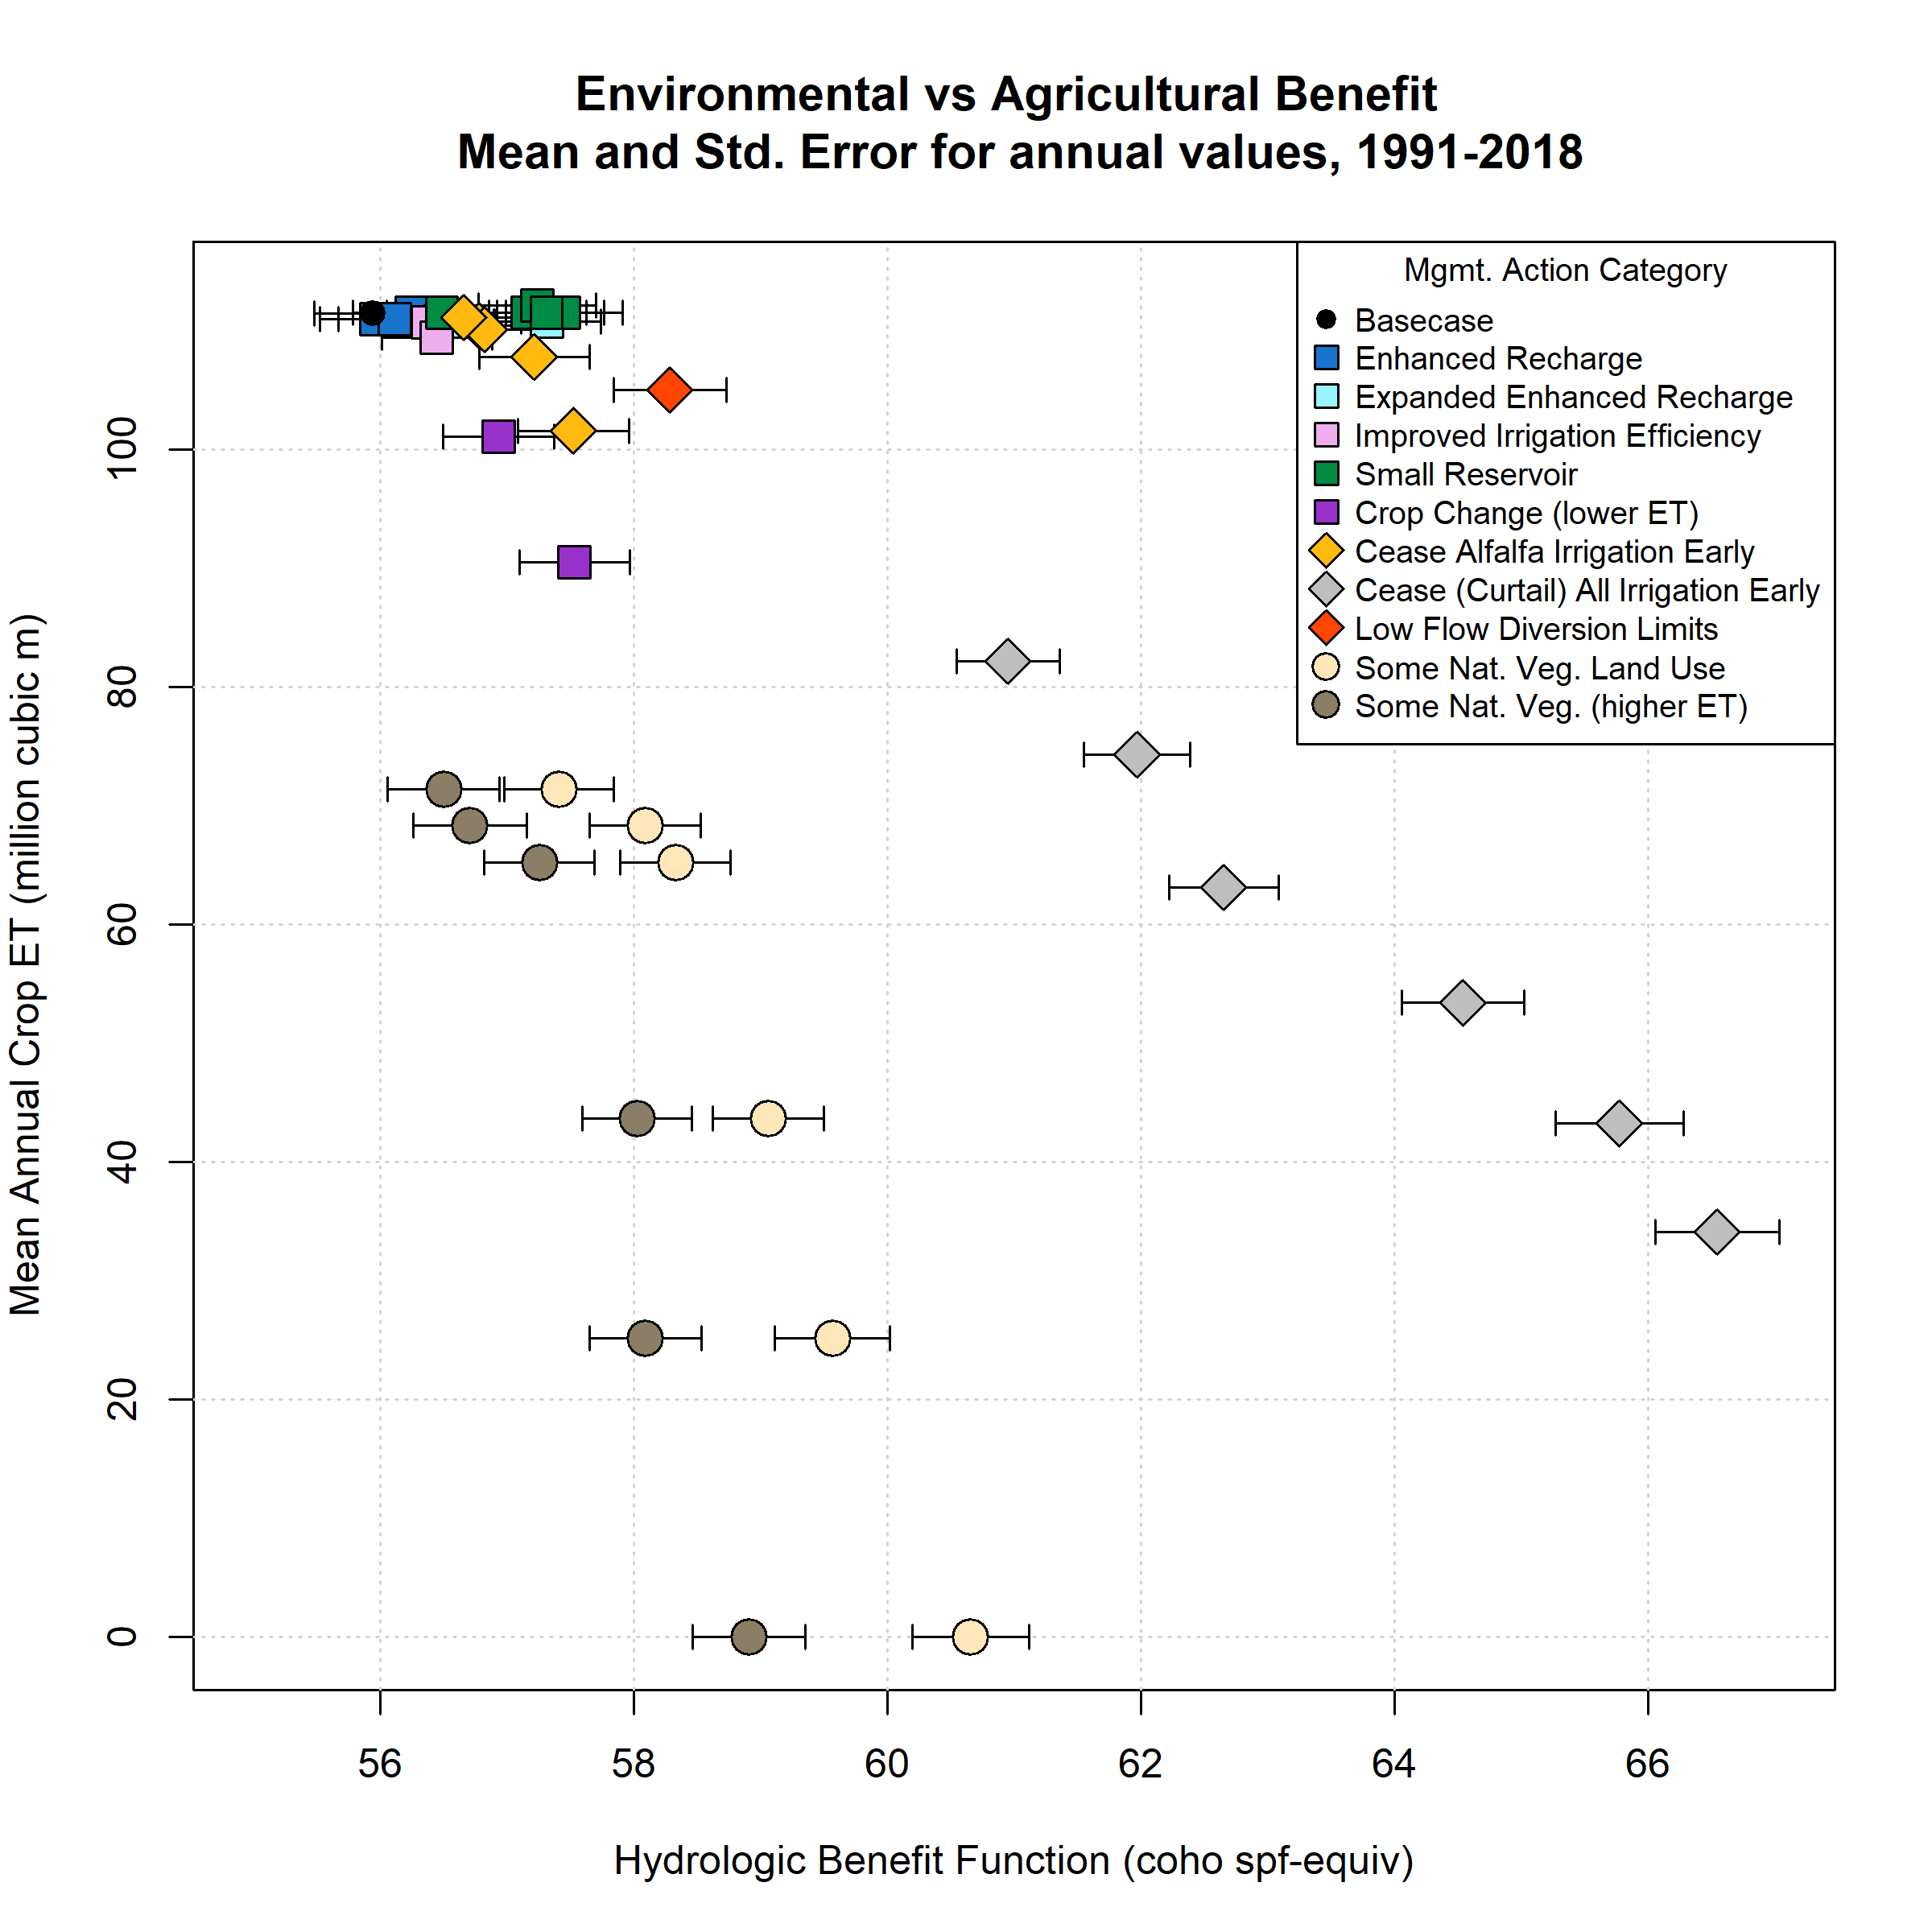 Environmental vs Agricultural Benefit
Mean and Std. Error for annual values, 1991-2018
Mgmt. Action Category
Basecase
Enhanced Recharge
Expanded Enhanced Recharge
Improved Irrigation Efficiency
Small Reservoir
Crop Change (lower ET)
Cease Alfalfa Irrigation Early
Cease (Curtail) All Irrigation Early
Low Flow Diversion Limits
Some Nat. Veg. Land Use
Some Nat. Veg. (higher ET)
Mean Annual Crop ET (million cubic m)
100
80
60
40
20
0
56 58 60 62 64 66
Hydrologic Benefit Function (coho spf-equiv)